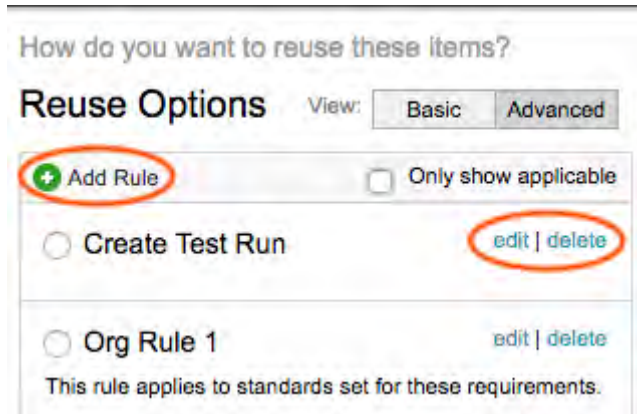 How do you want to reuse these items?
Reuse Options View: Basic Advanced
Add Rule Only show applicable
Create Test Run edit | delete
Org Rule 1 edit | delete
This rule applies to standards set for these requirements.